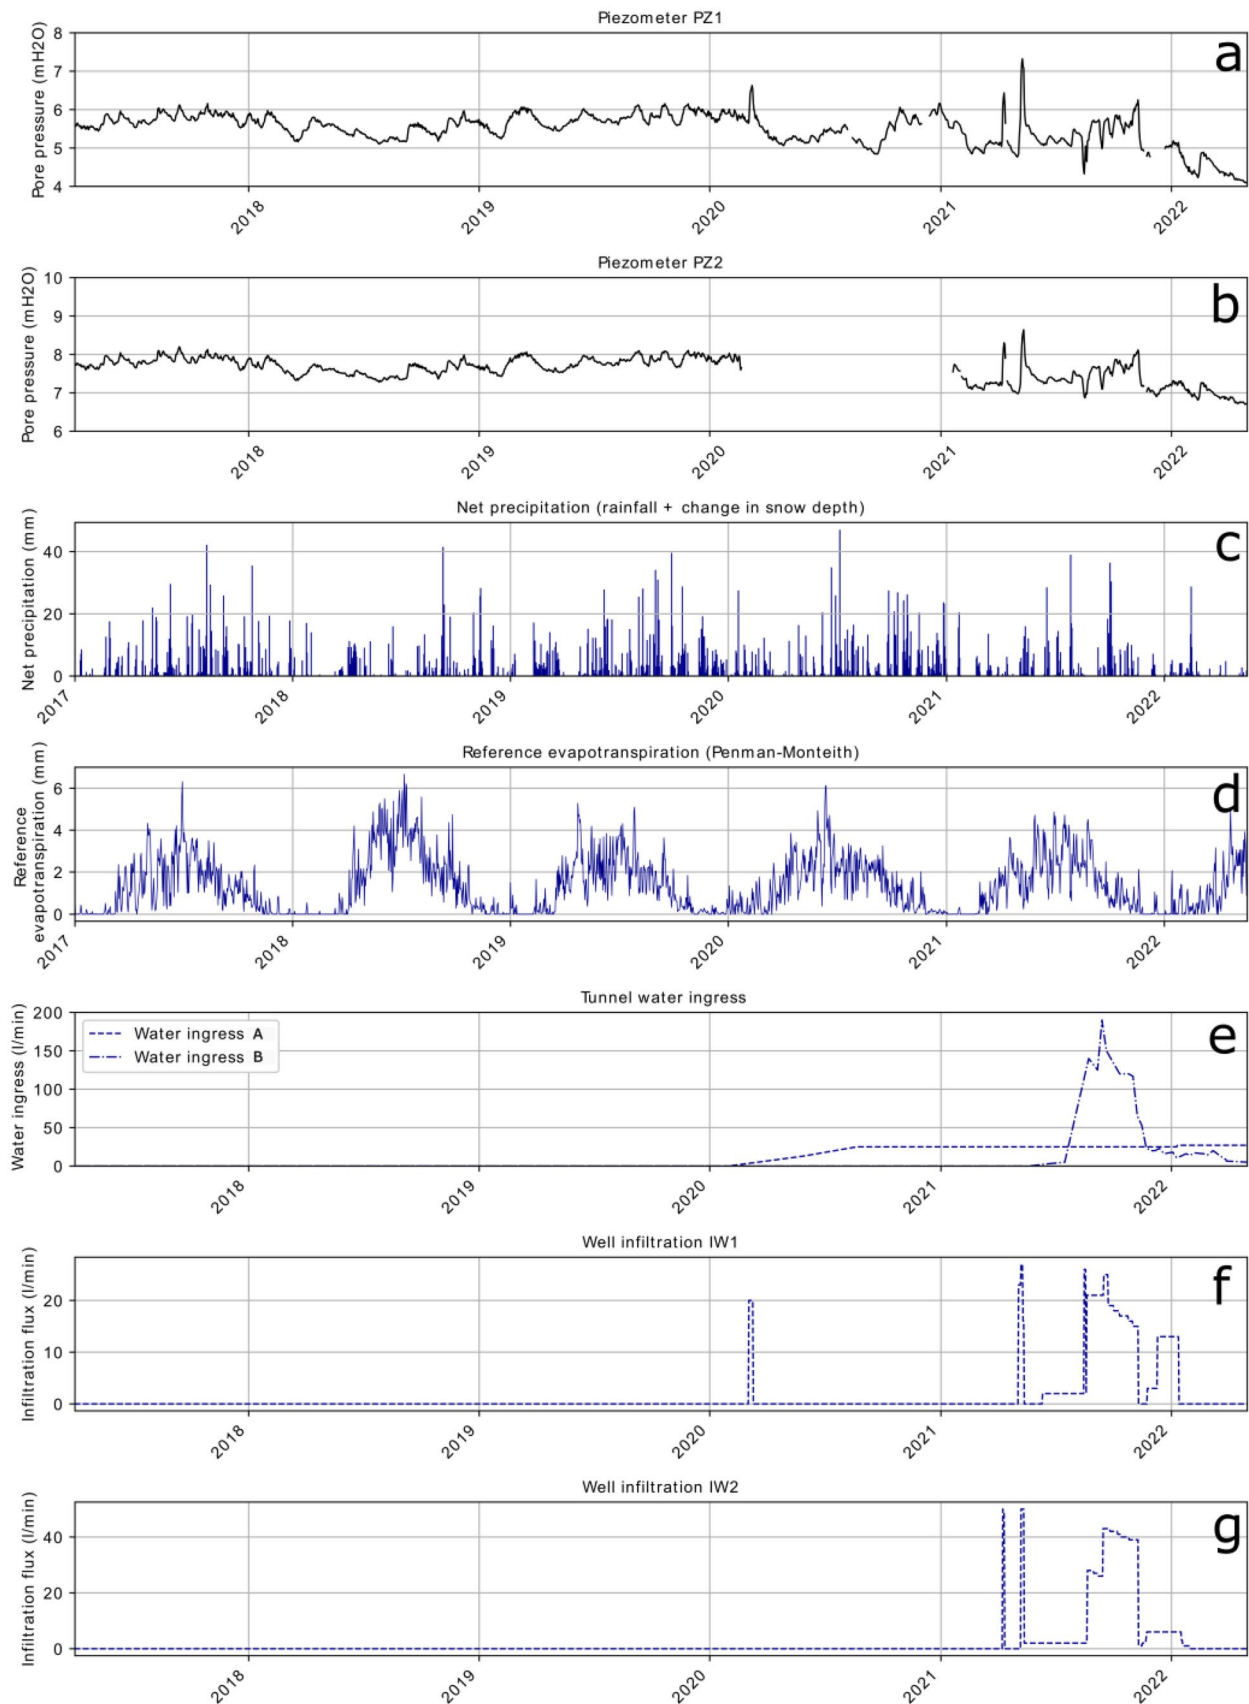 Piezometer PZ1
a
Pore pressure (mH2O)
8
7
6
5
4
2018
2019
2020
2021
2022
Piezometer PZ2
b
Pore pressure (mH2O)
10
9
8
7
6
2018
2019
2020
2021
2022
Net precipitation (rainfall + change in snow depth)
c
Net precipitation (mm)
40
20
0
2017
2018
2019
2020
2021
2022
Reference evapotranspiration (Penman-Monteith)
d
Reference
evapotranspiration (mm)
6
4
2
0
2017
2018
2019
2020
2021
2022
Tunnel water ingress
e
Water ingress (l/min)
200
150
100
50
0
Water ingress A
Water ingress B
2018
2019
2020
2021
2022
Well infiltration IW1
f
Infiltration flux (l/min)
20
10
0
2018
2019
2020
2021
2022
Well infiltration IW2
g
Infiltration flux (l/min)
40
20
0
2018
2019
2020
2021
2022